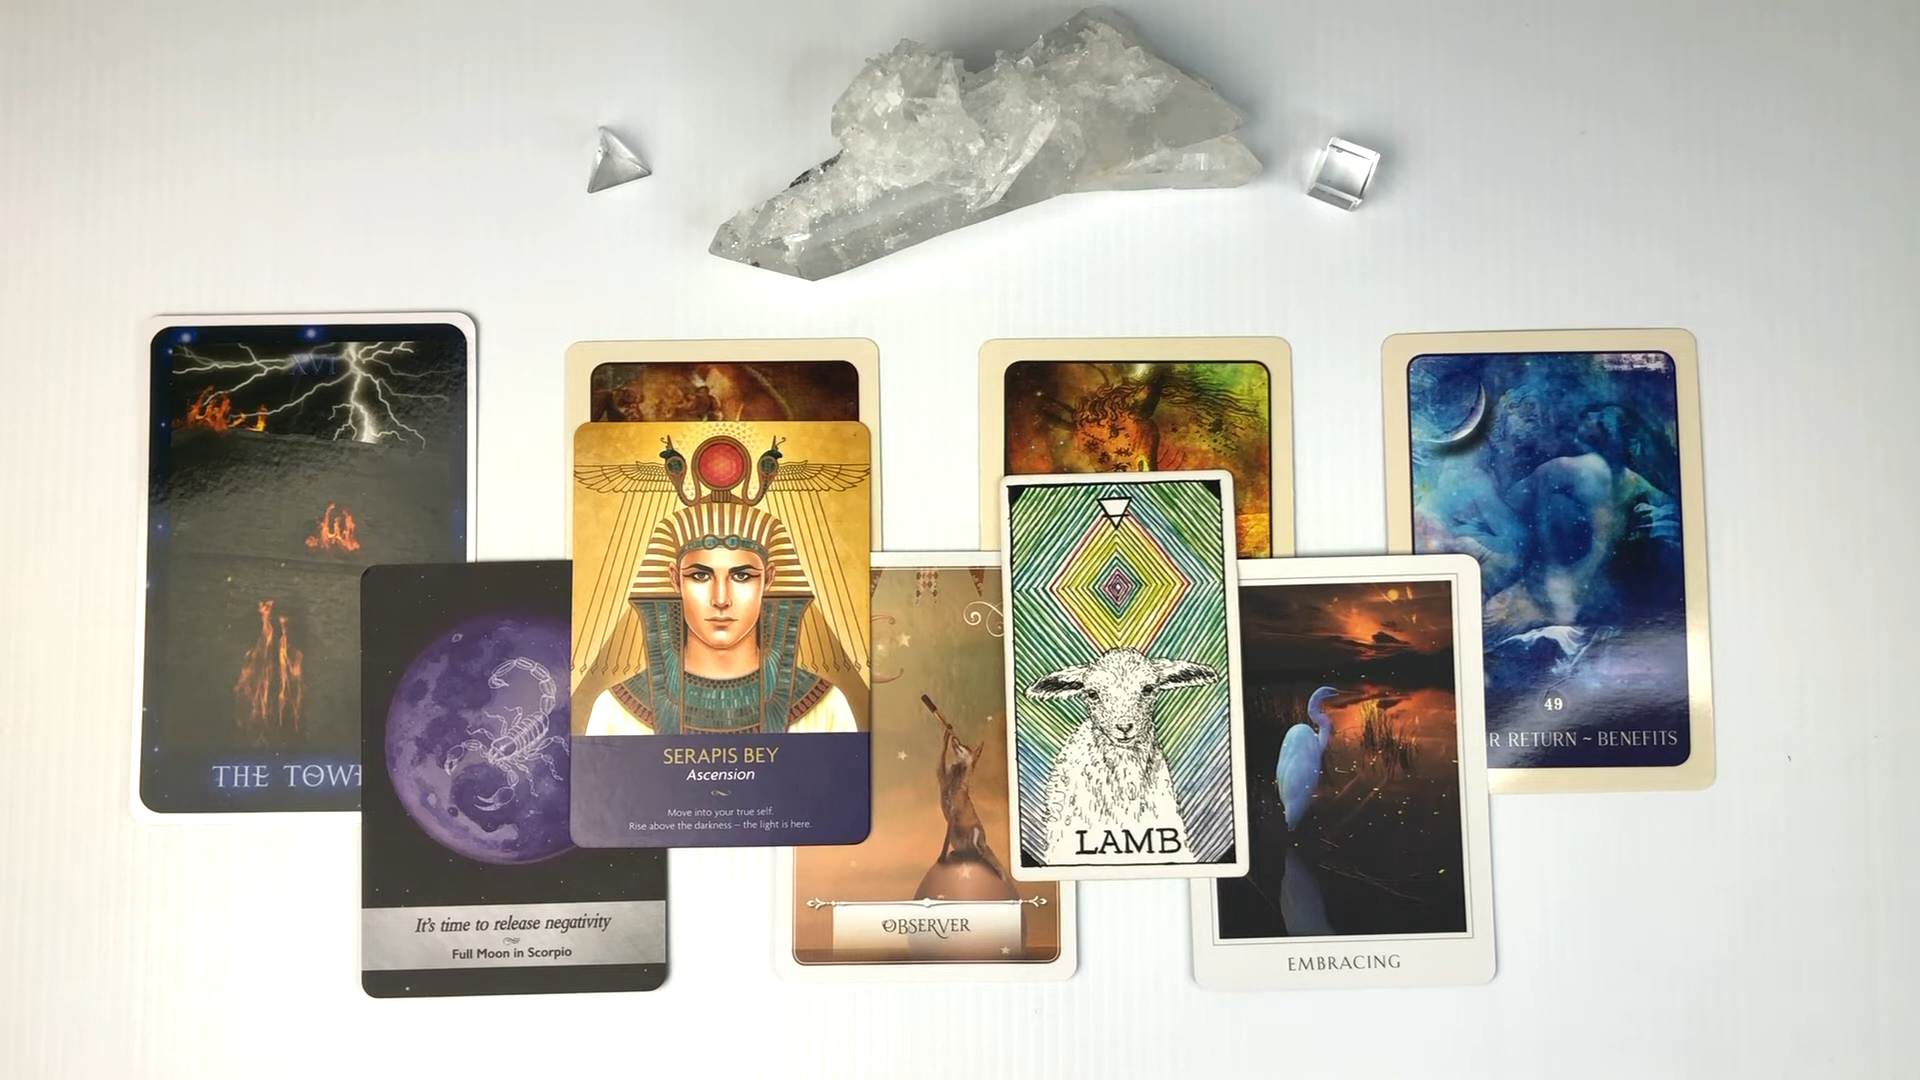 XVI
THE TOW
It's time to release negativity
Full Moon in Scorpio
SERAPIS BEY
Ascension
Move into your true self.
Rise above the darkness – the light is here.
OBSERVER
LAMB
EMBRACING
49
R RETURN ~ BENEFITS